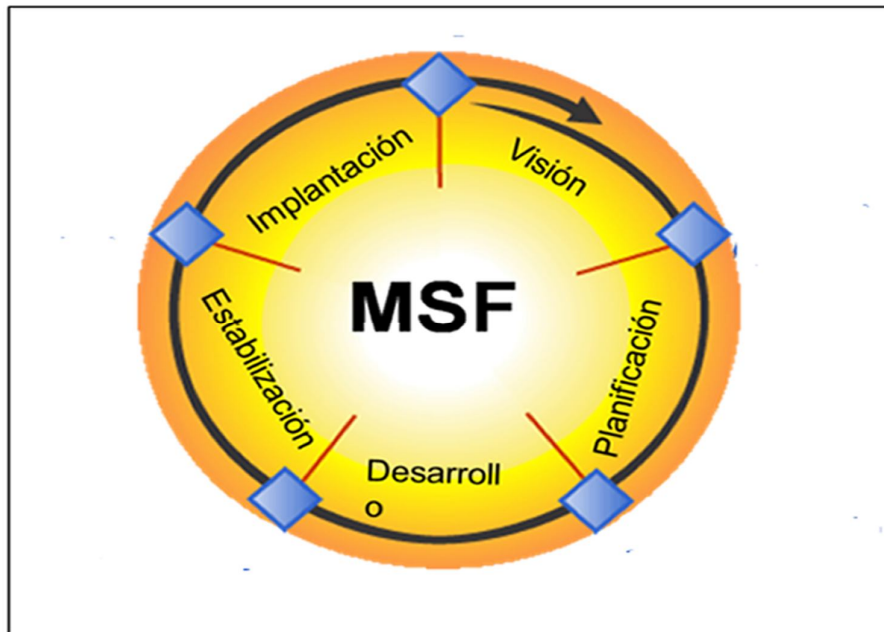 Implantación
Visión
MSF
Estabilización
Planificación
Desarroll
o